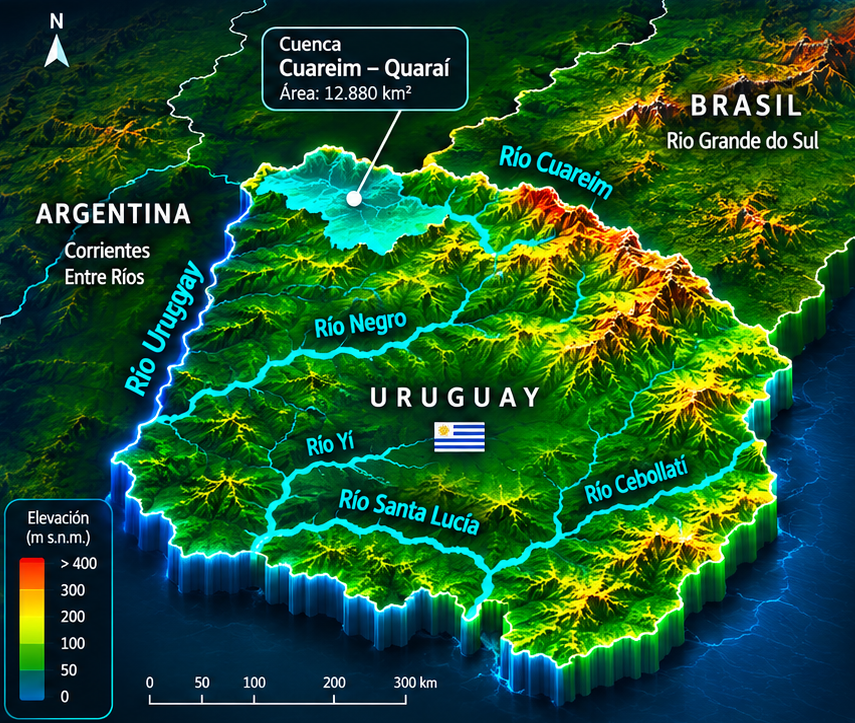 N
Cuenca
Cuareim – Quaraí
Área: 12.880 km²
BRASIL
Rio Grande do Sul
Río Cuareim
ARGENTINA
Corrientes
Entre Ríos
Río Uruggay
Río Negro
URUGUAY
Río Yí
Río Santa Lucía
Río Cebollatí
Elevación
(m s.n.m.)
> 400
300
200
100
50
0
0 50 100 200 300 km